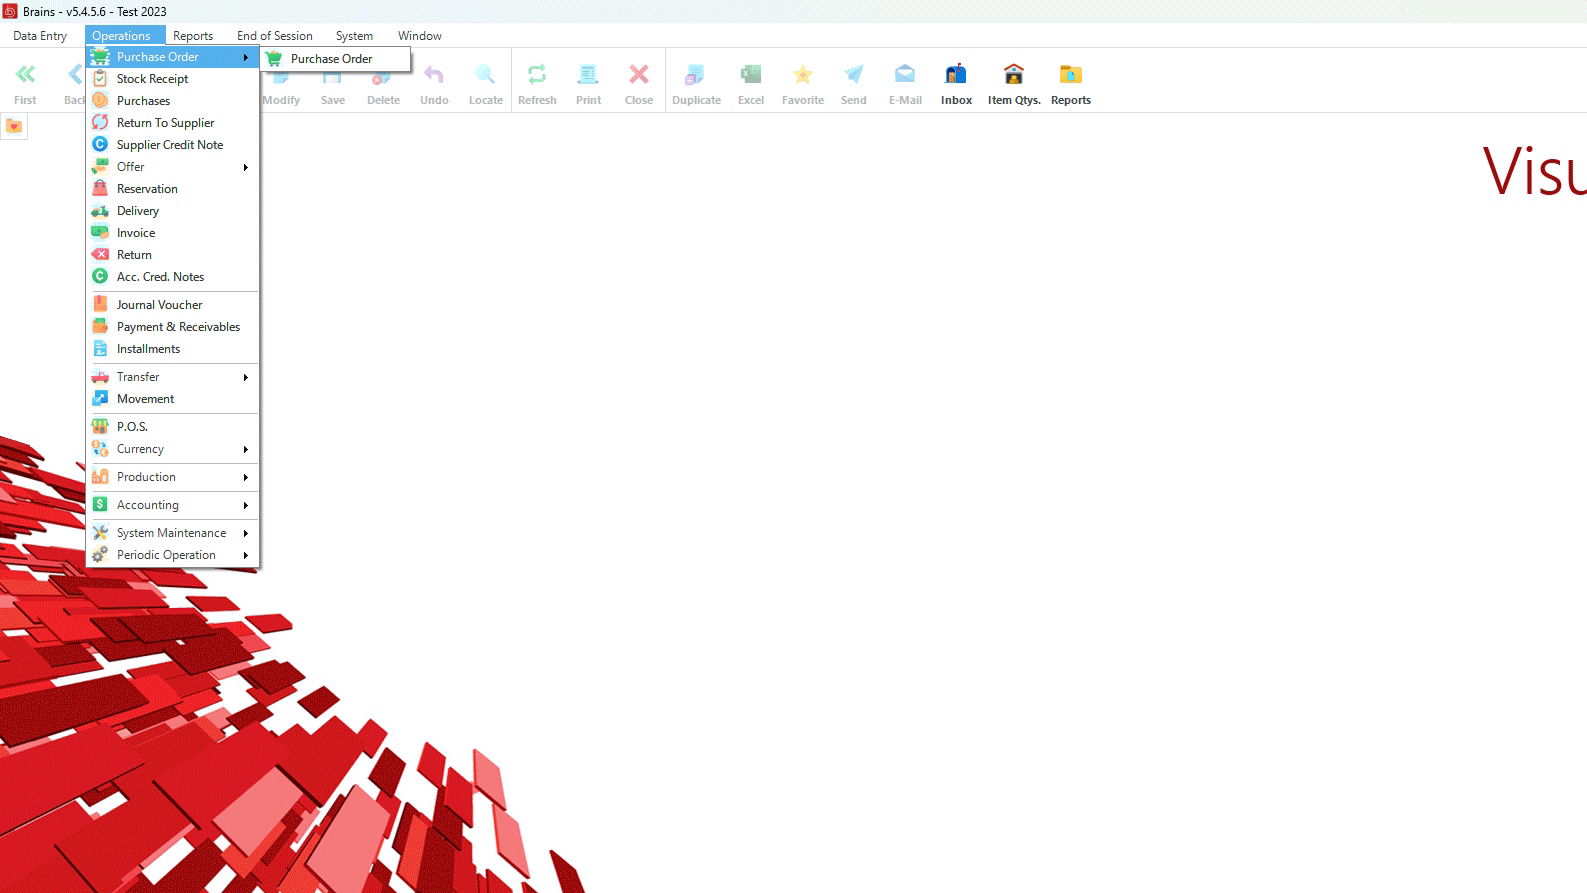 Brains - v5.4.5.6 - Test 2023
Data Entry Operations Reports End of Session System Window
First Back Modify Save Delete Undo Locate Refresh Print Close Duplicate Excel Favorite Send E-Mail Inbox Item Qtys. Reports
Purchase Order
Purchase Order
Stock Receipt
Purchases
Return To Supplier
Supplier Credit Note
Offer
Reservation
Delivery
Invoice
Return
Acc. Cred. Notes
Journal Voucher
Payment & Receivables
Installments
Transfer
Movement
P.O.S.
Currency
Production
Accounting
System Maintenance
Periodic Operation
Visu